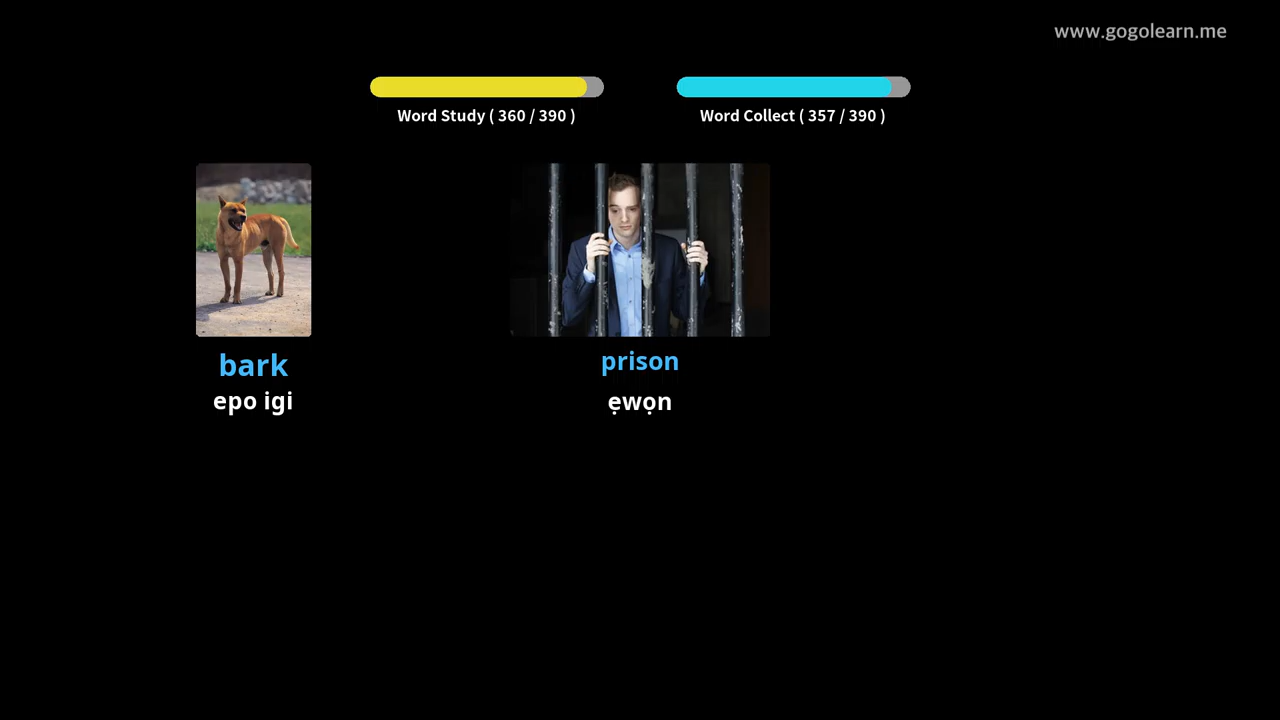 www.gogolearn.me
Word Study ( 360 / 390 )
Word Collect ( 357 / 390 )
bark
epo igi
prison
ẹwọn